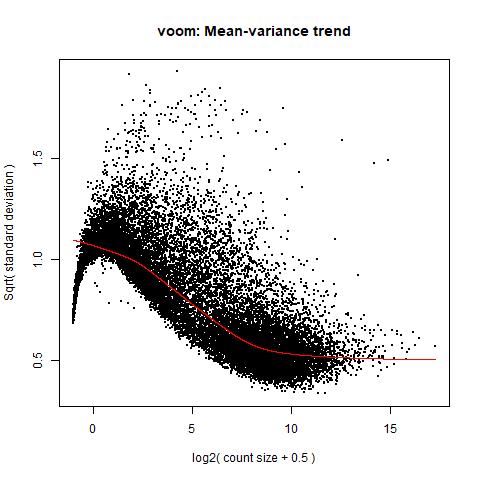 voom: Mean-variance trend
Sqrt( standard deviation )
1.5
1.0
0.5
0
5
10
15
log2( count size + 0.5 )